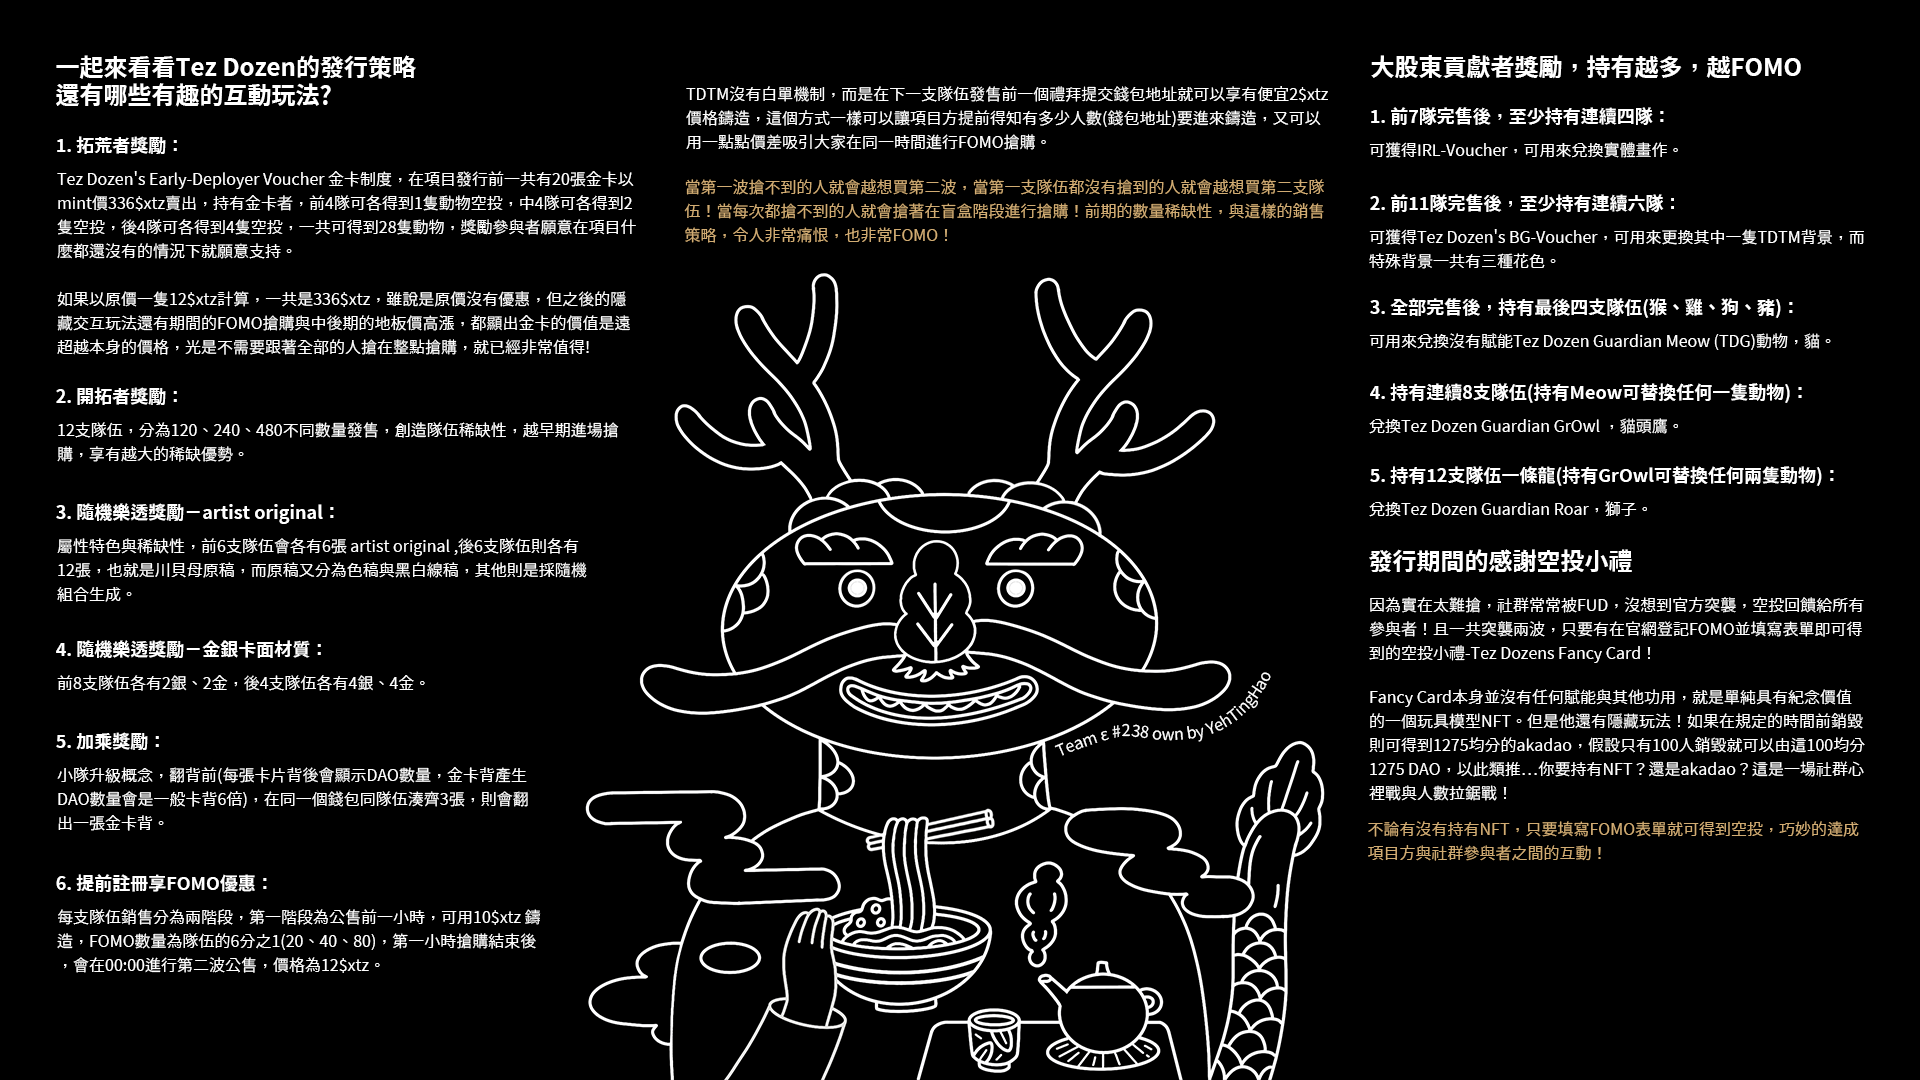 一起來看看Tez Dozen的發行策略
還有哪些有趣的互動玩法?
1. 拓荒者獎勵：
Tez Dozen's Early-Deployer Voucher 金卡制度，在項目發行前一共有20張金卡以
mint價336$xtz賣出，持有金卡者，前4隊可各得到1隻動物空投，中4隊可各得到2
隻空投，後4隊可各得到4隻空投，一共可得到28隻動物，獎勵參與者願意在項目什
麼都還沒有的情況下就願意支持。
如果以原價一隻12$xtz計算，一共是336$xtz，雖說是原價沒有優惠，但之後的隱
藏交互玩法還有期間的FOMO搶購與中後期的地板價高漲，都顯出金卡的價值是遠
超越本身的價格，光是不需要跟著全部的人搶在整點搶購，就已經非常值得!
2. 開拓者獎勵：
12支隊伍，分為120、240、480不同數量發售，創造隊伍稀缺性，越早期進場搶
購，享有越大的稀缺優勢。
3. 隨機樂透獎勵－artist original：
屬性特色與稀缺性，前6支隊伍會各有6張 artist original ,後6支隊伍則各有
12張，也就是川貝母原稿，而原稿又分為色稿與黑白線稿，其他則是採隨機
組合生成。
4. 隨機樂透獎勵－金銀卡面材質：
前8支隊伍各有2銀、2金，後4支隊伍各有4銀、4金。
5. 加乘獎勵：
小隊升級概念，翻背前(每張卡片背後會顯示DAO數量，金卡背產生
DAO數量會是一般卡背6倍)，在同一個錢包同隊伍湊齊3張，則會翻
出一張金卡背。
6. 提前註冊享FOMO優惠：
每支隊伍銷售分為兩階段，第一階段為公售前一小時，可用10$xtz 鑄
造，FOMO數量為隊伍的6分之1(20、40、80)，第一小時搶購結束後
，會在00:00進行第二波公售，價格為12$xtz。
TDTM沒有白單機制，而是在下一支隊伍發售前一個禮拜提交錢包地址就可以享有便宜2$xtz
價格鑄造，這個方式一樣可以讓項目方提前得知有多少人數(錢包地址)要進來鑄造，又可以
用一點點價差吸引大家在同一時間進行FOMO搶購。
當第一波搶不到的人就會越想買第二波，當第一支隊伍都沒有搶到的人就會越想買第二支隊
伍！當每次都搶不到的人就會搶著在盲盒階段進行搶購！前期的數量稀缺性，與這樣的銷售
策略，令人非常痛恨，也非常FOMO！
Team ε #238 own by YehTingHao
大股東貢獻者獎勵，持有越多，越FOMO
1. 前7隊完售後，至少持有連續四隊：
可獲得IRL-Voucher，可用來兌換實體畫作。
2. 前11隊完售後，至少持有連續六隊：
可獲得Tez Dozen's BG-Voucher，可用來更換其中一隻TDTM背景，而
特殊背景一共有三種花色。
3. 全部完售後，持有最後四支隊伍(猴、雞、狗、豬)：
可用來兌換沒有賦能Tez Dozen Guardian Meow (TDG)動物，貓。
4. 持有連續8支隊伍(持有Meow可替換任何一隻動物)：
兌換Tez Dozen Guardian GrOwl ，貓頭鷹。
5. 持有12支隊伍一條龍(持有GrOwl可替換任何兩隻動物)：
兌換Tez Dozen Guardian Roar，獅子。
發行期間的感謝空投小禮
因為實在太難搶，社群常常被FUD，沒想到官方突襲，空投回饋給所有
參與者！且一共突襲兩波，只要有在官網登記FOMO並填寫表單即可得
到的空投小禮-Tez Dozens Fancy Card！
Fancy Card本身並沒有任何賦能與其他功用，就是單純具有紀念價值
的一個玩具模型NFT。但是他還有隱藏玩法！如果在規定的時間前銷毀
則可得到1275均分的akadao，假設只有100人銷毀就可以由這100均分
1275 DAO，以此類推…你要持有NFT？還是akadao？這是一場社群心
裡戰與人數拉鋸戰！
不論有沒有持有NFT，只要填寫FOMO表單就可得到空投，巧妙的達成
項目方與社群參與者之間的互動！